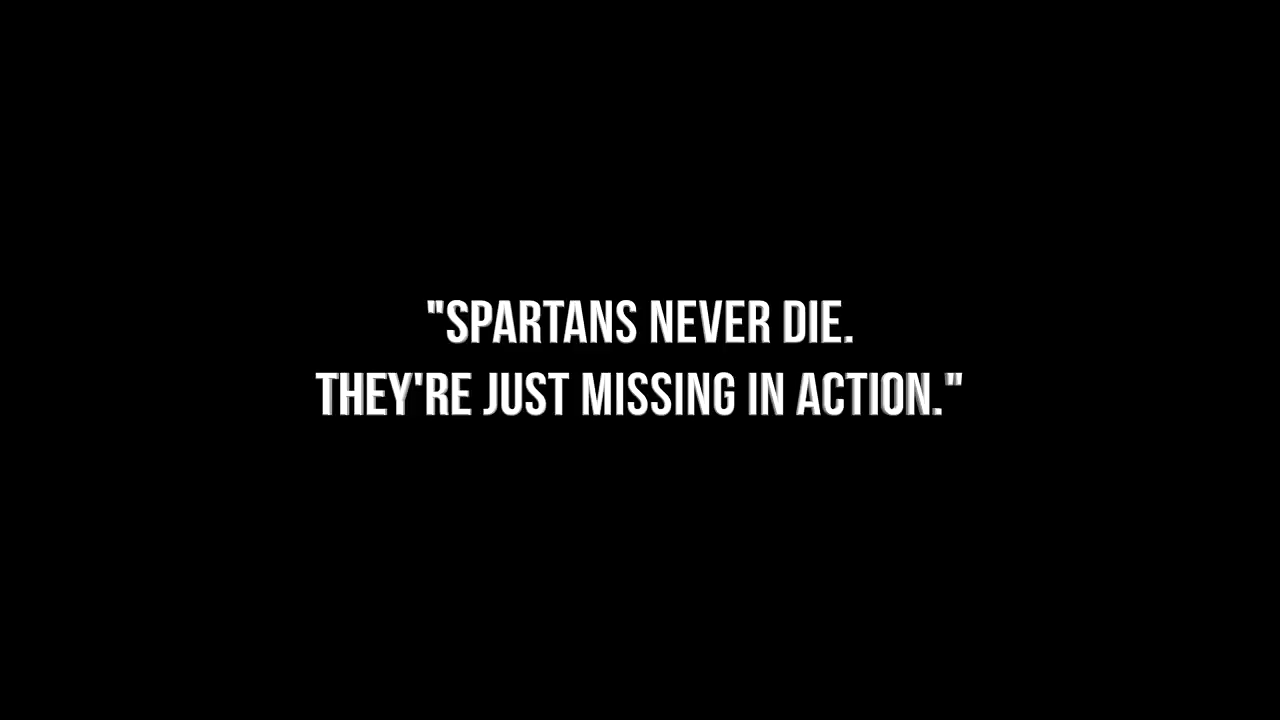 "SPARTANS NEVER DIE.
THEY'RE JUST MISSING IN ACTION."